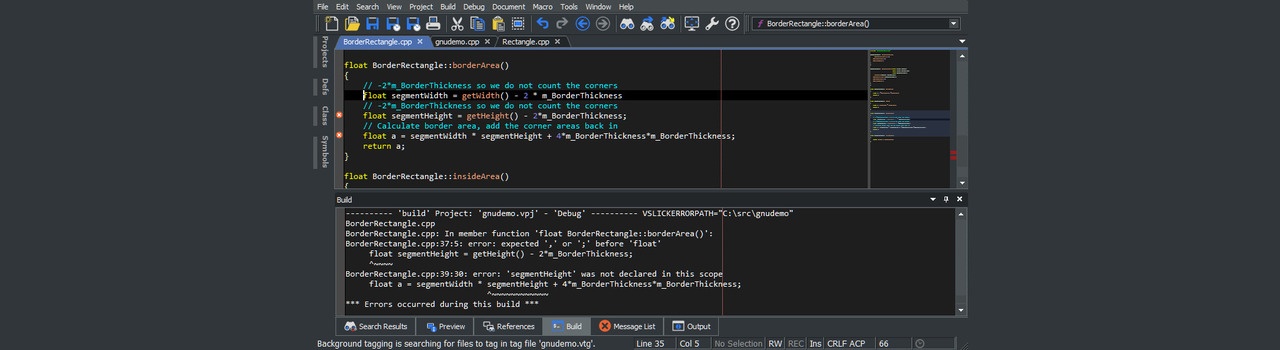 File Edit Search View Project Build Debug Document Macro Tools Window Help
BorderRectangle::borderArea()
BorderRectangle.cpp gnudemo.cpp Rectangle.cpp
Projects
Defs
Class
Symbols
float BorderRectangle::borderArea()
{
// -2*m_BorderThickness so we do not count the corners
float segmentWidth = getWidth() - 2 * m_BorderThickness
// -2*m_BorderThickness so we do not count the corners
float segmentHeight = getHeight() - 2*m_BorderThickness;
// Calculate border area, add the corner areas back in
float a = segmentWidth * segmentHeight + 4*m_BorderThickness*m_BorderThickness;
return a;
}
float BorderRectangle::insideArea()
{
Build
---------- 'build' Project: 'gnudemo.vpj' - 'Debug' ---------- VSLICKERRORPATH="C:\src\gnudemo"
BorderRectangle.cpp
BorderRectangle.cpp: In member function 'float BorderRectangle::borderArea()':
BorderRectangle.cpp:37:5: error: expected ',' or ';' before 'float'
float segmentHeight = getHeight() - 2*m_BorderThickness;
^~~~~
BorderRectangle.cpp:39:30: error: 'segmentHeight' was not declared in this scope
float a = segmentWidth * segmentHeight + 4*m_BorderThickness*m_BorderThickness;
^~~~~~~~~~~~~
*** Errors occurred during this build ***
Search Results Preview References Build Message List Output
Background tagging is searching for files to tag in tag file 'gnudemo.vtg'. Line 35 Col 5 No Selection RW REC Ins CRLF ACP 66